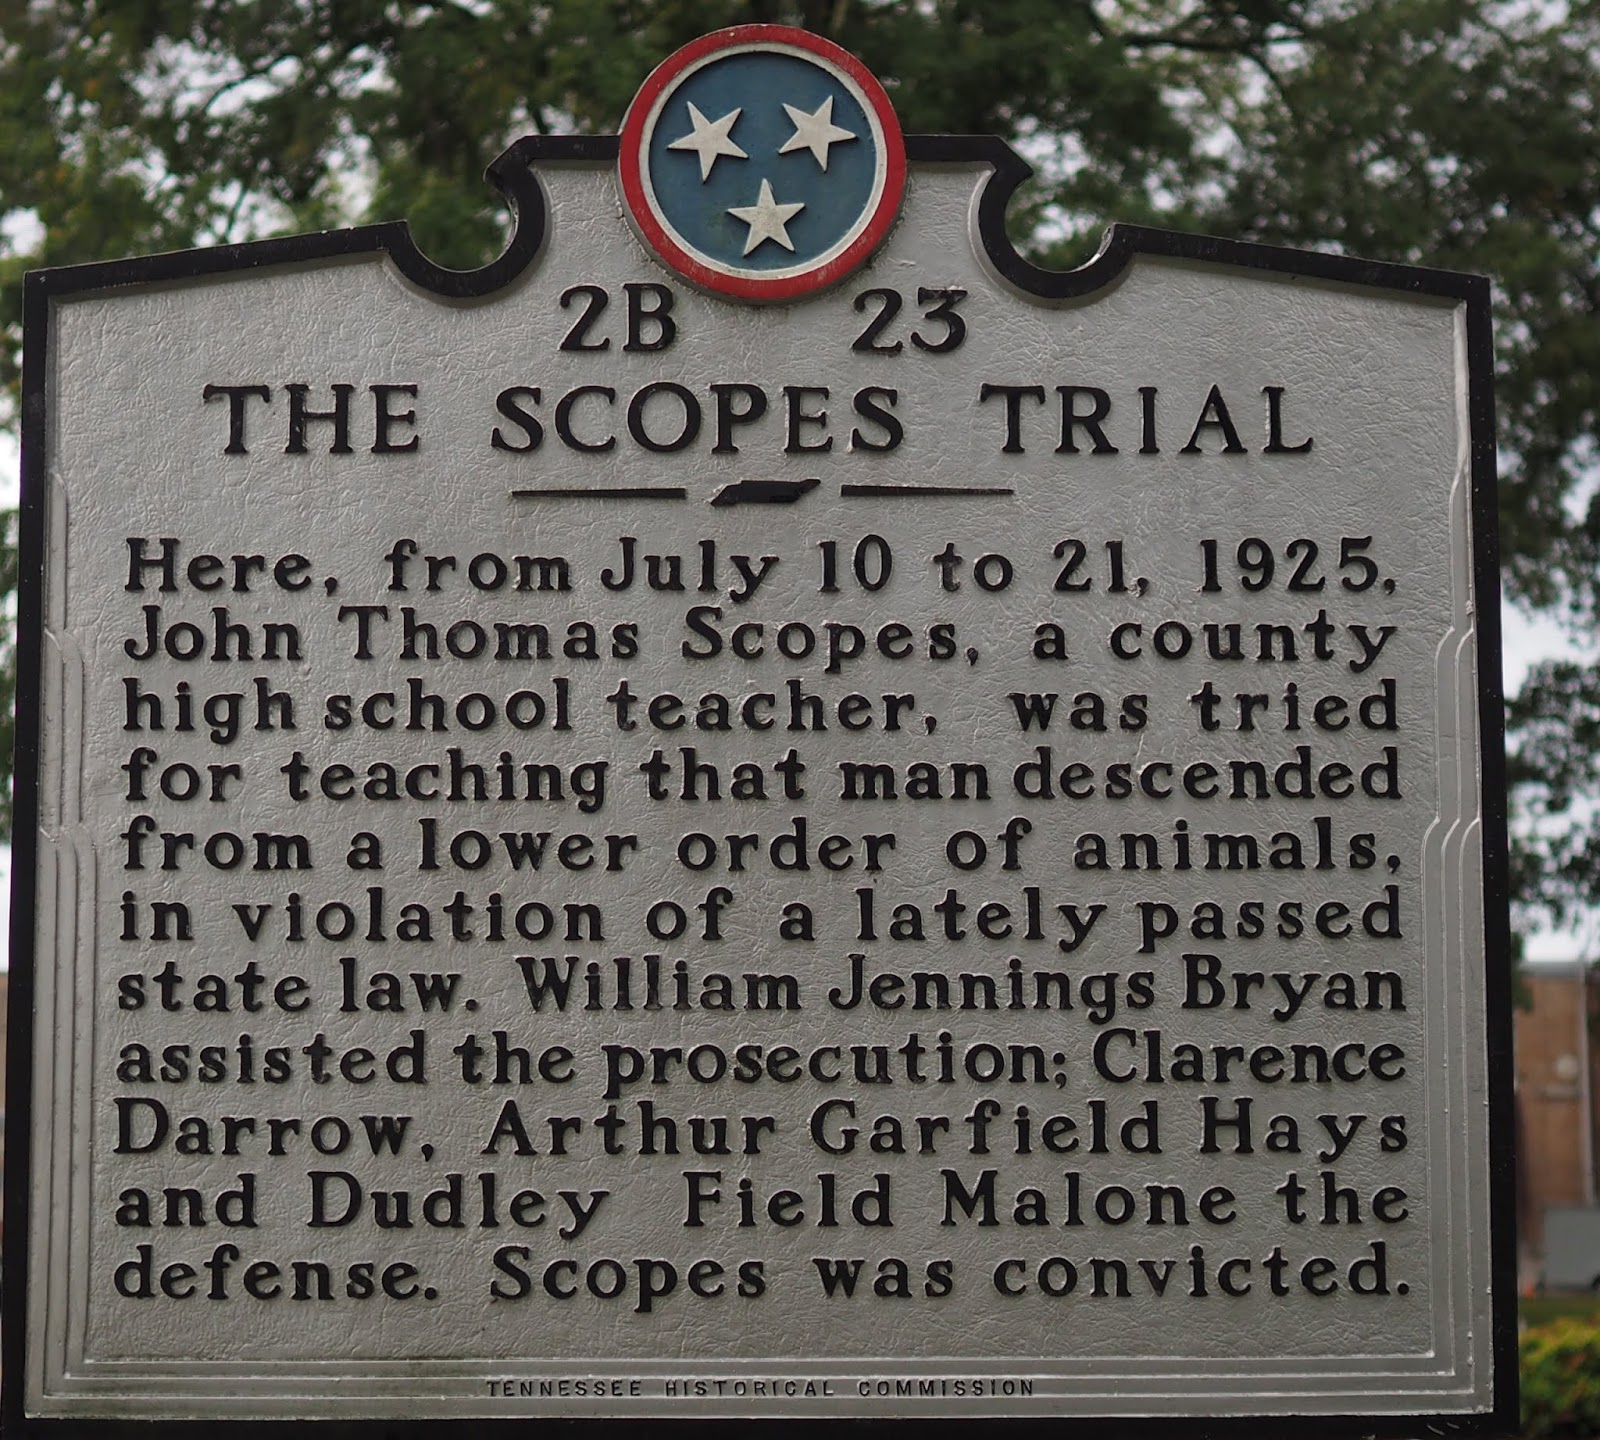 2B 23
THE SCOPES TRIAL
Here, from July 10 to 21, 1925,
John Thomas Scopes, a county
high school teacher, was tried
for teaching that man descended
from a lower order of animals,
in violation of a lately passed
state law. William Jennings Bryan
assisted the prosecution; Clarence
Darrow, Arthur Garfield Hays
and Dudley Field Malone the
defense. Scopes was convicted.
TENNESSEE HISTORICAL COMMISSION